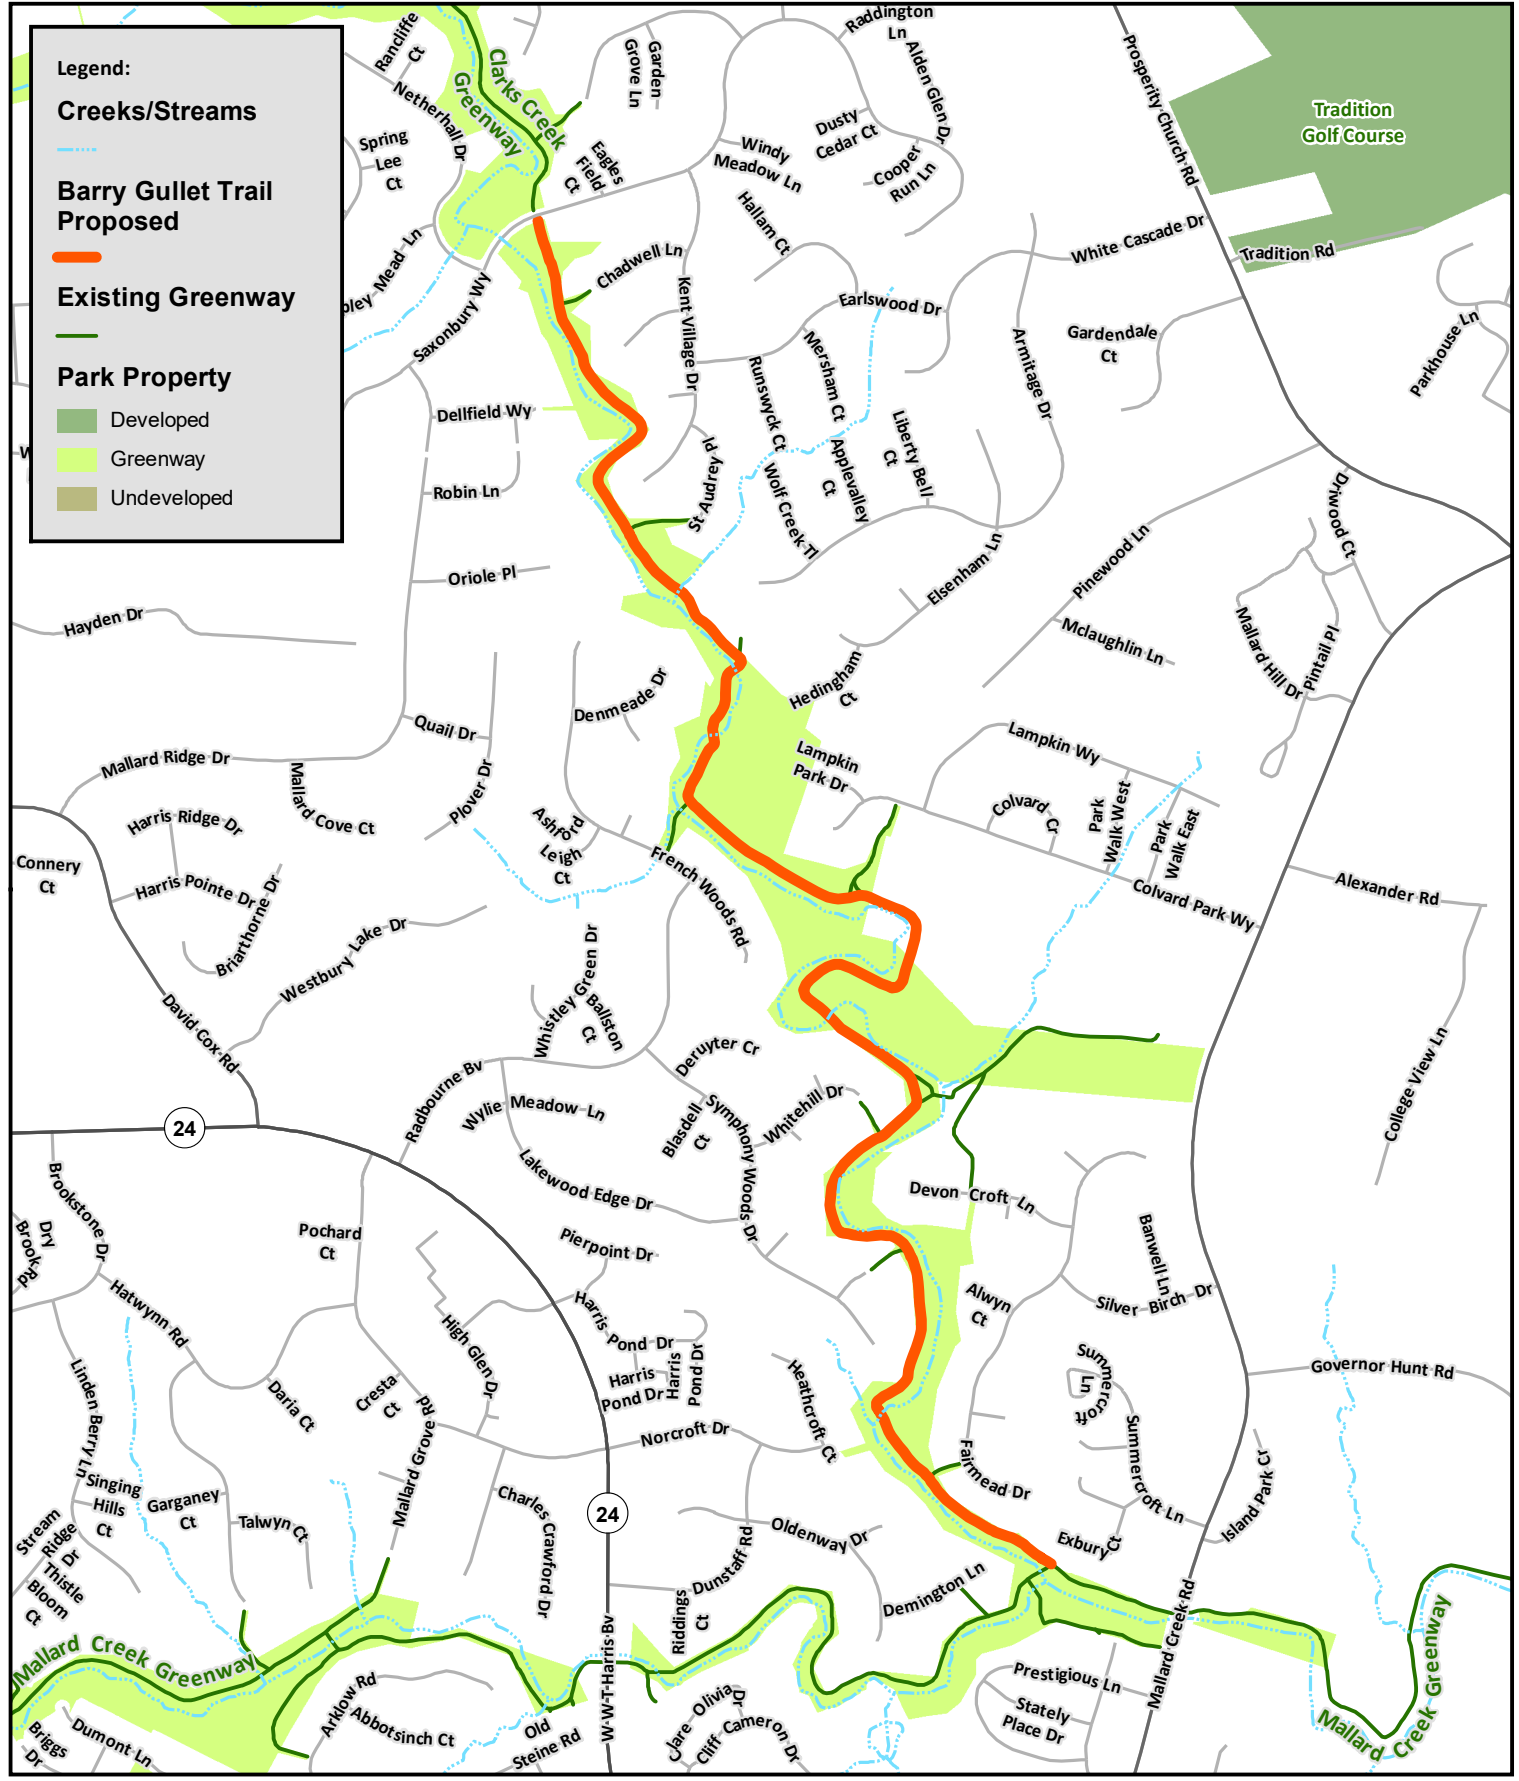 Legend:
Creeks/Streams
Barry Gullet Trail
Proposed
Existing Greenway
Park Property
Developed
Greenway
Undeveloped
Rancliffe
Ct
Netherhall Dr
Spring
Lee
Ct
Clarks Creek
Greenway
Garden
Grove Ln
Raddington
Ln
Alden Glen Dr
Dusty
Cedar Ct
Windy
Meadow Ln
Cooper
Run Ln
Eagles
Field
Ct
Hallam Ct
Prosperity Church Rd
Tradition
Golf Course
White Cascade Dr
Tradition Rd
Mead Ln
Saxonbury Wy
Chadwell Ln
Kent Village Dr
Earlswood Dr
Mersham Ct
Runswyck Ct
Armitage Dr
Gardendale
Ct
Parkhouse Ln
Dellfield Wy
Robin Ln
St Audrey Pl
Wolf Creek Tl
Applevalley
Ct
Liberty Bell
Ct
Driwood Ct
Oriole Pl
Elsenham Ln
Pinewood Ln
Mclaughlin Ln
Mallard Hill Dr
Pintail Pl
Hayden Dr
Denmeade Dr
Hedingham
Ct
Quail Dr
Plover Dr
Mallard Ridge Dr
Mallard Cove Ct
Lampkin
Park Dr
Lampkin Wy
Colvard Cr
Park
Walk West
Park
Walk East
Harris Ridge Dr
Ashford
Leigh
Ct
French Woods Rd
Connery
Ct
Harris Pointe Dr
Briarthorne Dr
Colvard Park Wy
Alexander Rd
Westbury Lake Dr
Whistley Green Dr
Ballston
Ct
David Cox Rd
Deruyter Cr
College View Ln
Radbourne Bv
Wylie Meadow Ln
Blasdell
Ct
Symphony Woods Dr
Whitehill Dr
24
Brookstone Dr
Lakewood Edge Dr
Devon Croft Ln
Dry
Brook Rd
Pochard
Ct
Pierpoint Dr
Banwell Ln
Silver Birch Dr
Alwyn
Ct
Hatwynn Rd
High Glen Dr
Harris Pond Dr
Harris
Pond Dr
Harris
Pond Dr
Summercroft
Ln
Governor Hunt Rd
Linden Berry Ln
Daria Ct
Cresta
Ct
Heathcroft Ct
Mallard Grove Rd
Norcroft Dr
Summercroft Ln
Fairmead Dr
Island Park Cr
Singing
Hills
Ct
Garganey
Ct
Talwyn Ct
Charles Crawford Dr
24
Stream
Ridge
Dr
Thistle
Bloom
Ct
Oldenway Dr
Dunstaff Rd
Exbury Ct
Riddings
Ct
Demington Ln
Mallard Creek Greenway
W W T Harris Bv
Mallard Creek Rd
Mallard Creek Greenway
Arklow Rd
Abbotsinch Ct
Old
Steine Rd
Clare Olivia Dr
Cliff Cameron Dr
Prestigious Ln
Stately
Place Dr
Briggs
Dr
Dumont Ln